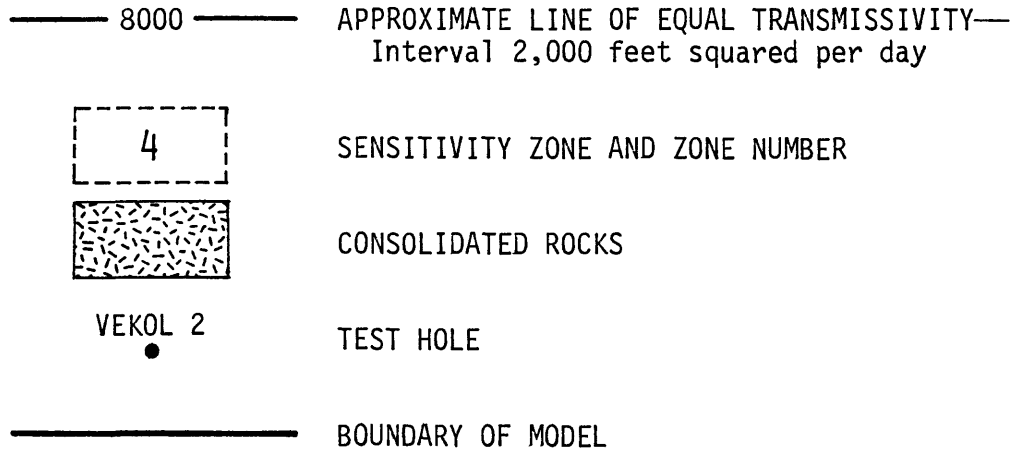 8000 APPROXIMATE LINE OF EQUAL TRANSMISSIVITY—
Interval 2,000 feet squared per day
4 SENSITIVITY ZONE AND ZONE NUMBER
CONSOLIDATED ROCKS
VEKOL 2
TEST HOLE
BOUNDARY OF MODEL